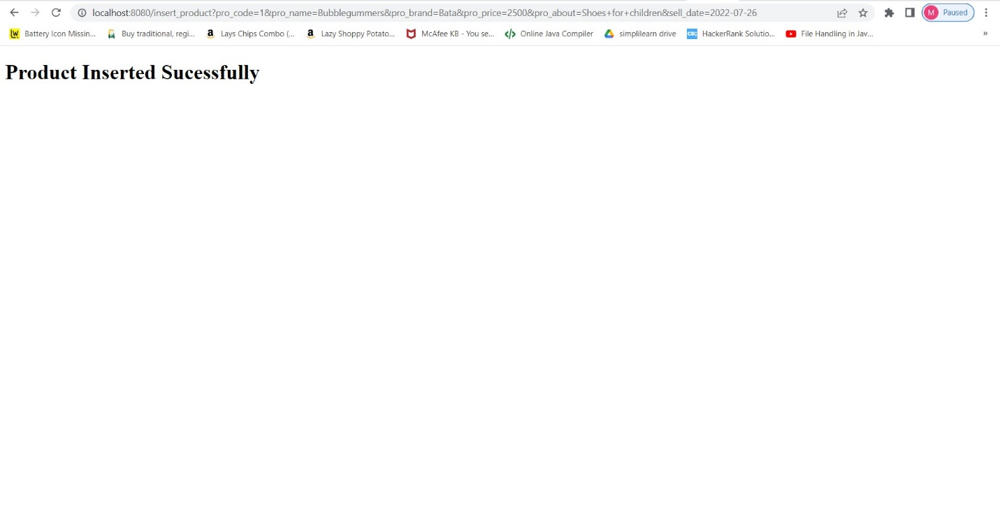 localhost:8080/insert_product?pro_code=1&pro_name=Bubblegummers&pro_brand=Bata&pro_price=2500&pro_about=Shoes+for+children&sell_date=2022-07-26 M Paused
LW Battery Icon Missin... Buy traditional, regi... a Lays Chips Combo (... a Lazy Shoppy Potato... McAfee KB - You se... </> Online Java Compiler simplilearn drive CB; HackerRank Solutio... File Handling in Jav... »
Product Inserted Sucessfully